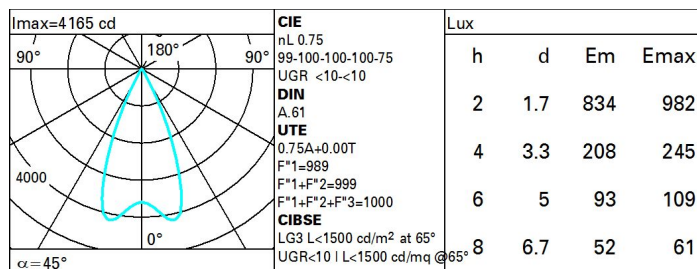 Imax=4165 cd
90°
180°
90°
4000
0°
α=45°
CIE
nL 0.75
99-100-100-100-75
UGR <10-<10
DIN
A.61
UTE
0.75A+0.00T
F"1=989
F"1+F"2=999
F"1+F"2+F"3=1000
CIBSE
LG3 L<1500 cd/m² at 65°
UGR<10 | L<1500 cd/mq @65°
Lux
h d Em Emax
2 1.7 834 982
4 3.3 208 245
6 5 93 109
8 6.7 52 61